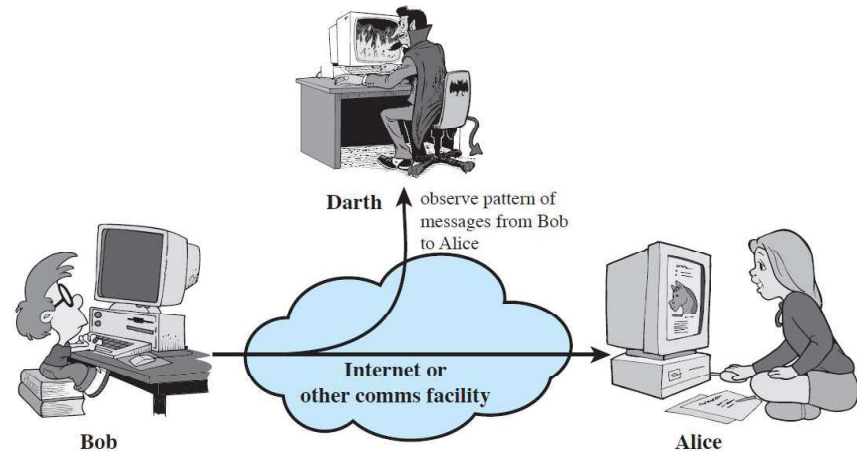 Darth
observe pattern of
messages from Bob
to Alice
Internet or
other comms facility
Bob
Alice